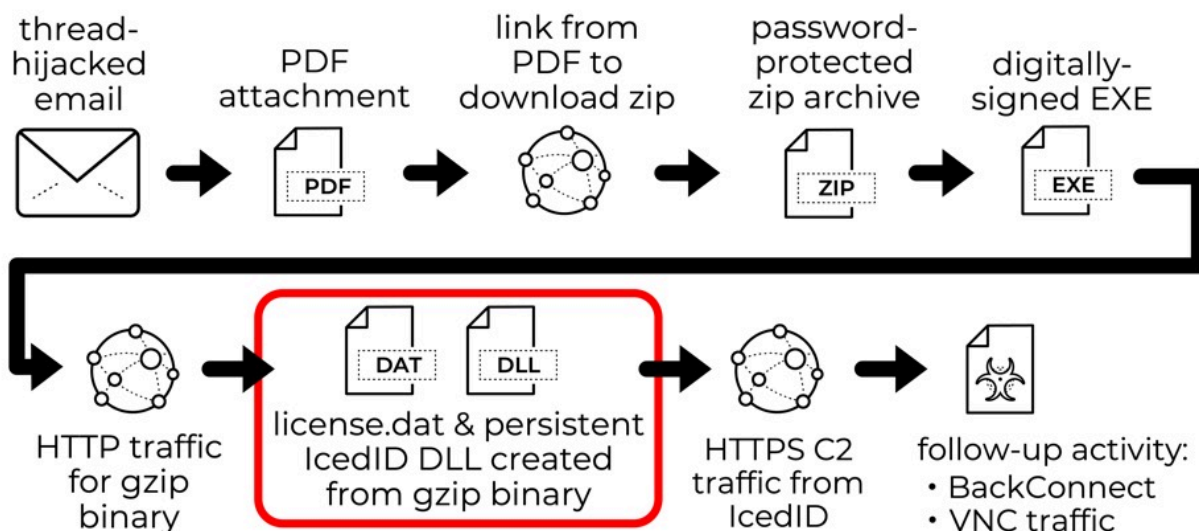 thread-
hijacked
email
PDF
attachment
PDF
link from
PDF to
download zip
password-
protected
zip archive
ZIP
digitally-
signed EXE
EXE
HTTP traffic
for gzip
binary
DAT
DLL
license.dat & persistent
IcedID DLL created
from gzip binary
HTTPS C2
traffic from
IcedID
follow-up activity:
• BackConnect
• VNC traffic